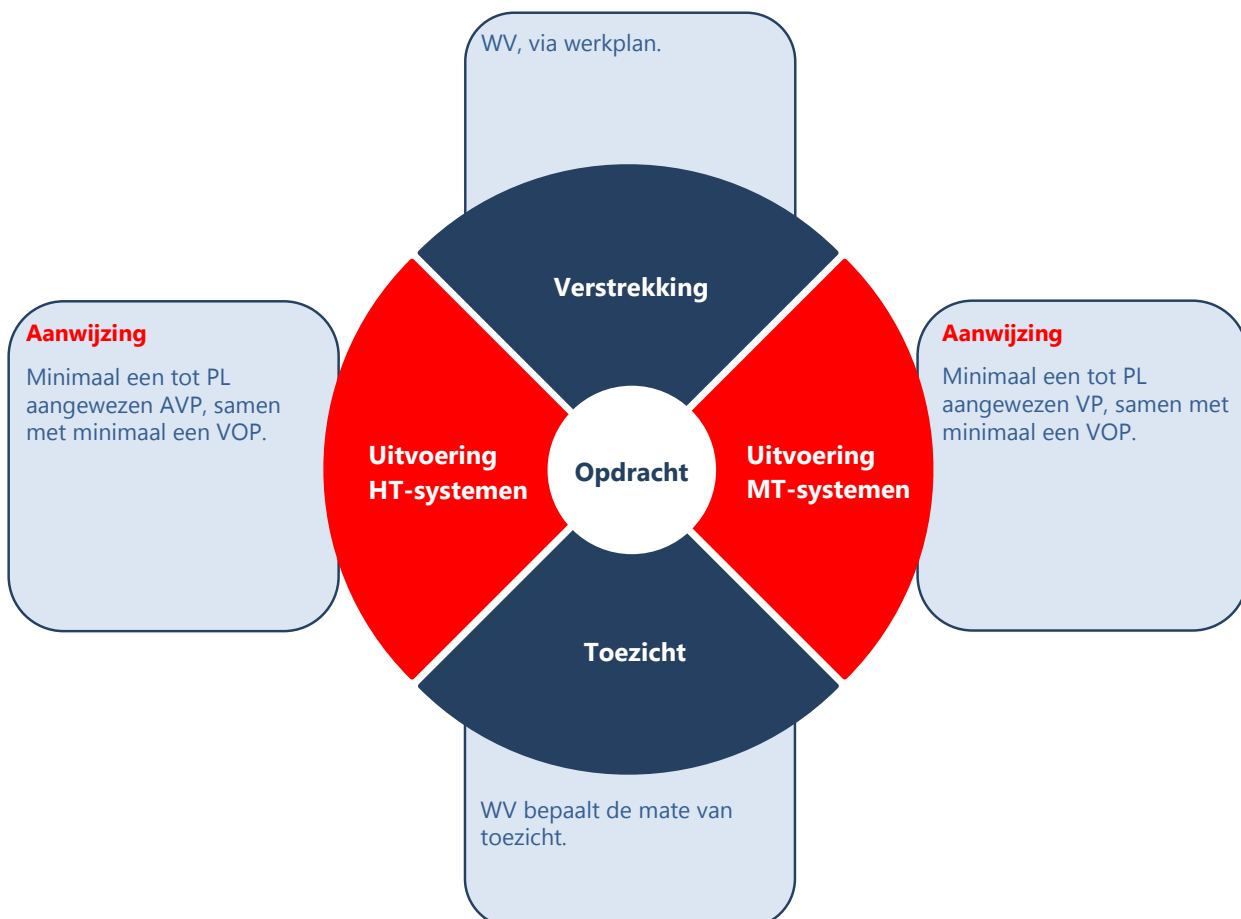 WV, via werkplan.
Verstrekking
Aanwijzing
Minimaal een tot PL
aangewezen AVP, samen
met minimaal een VOP.
Uitvoering
HT-systemen
Opdracht
Uitvoering
MT-systemen
Aanwijzing
Minimaal een tot PL
aangewezen VP, samen met
minimaal een VOP.
Toezicht
WV bepaalt de mate van
toezicht.